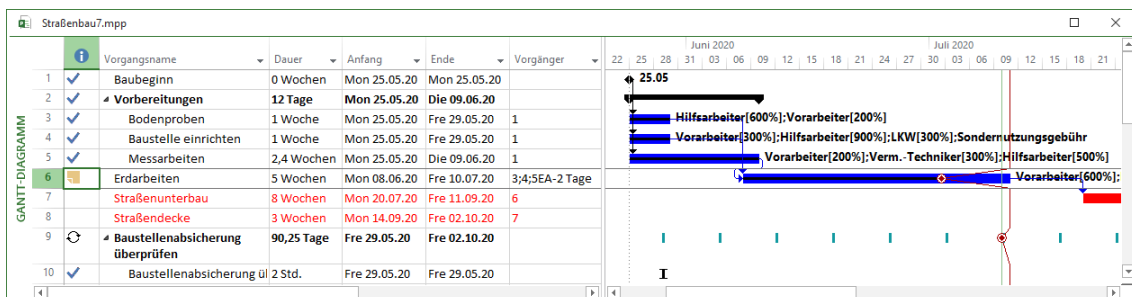 Straßenbau7.mpp
Juni 2020 Juli 2020
Vorgangsname Dauer Anfang Ende Vorgänger 22 25 28 31 03 06 09 12 15 18 21 24 27 30 03 06 09 12 15 18 21
1 Baubeginn 0 Wochen Mon 25.05.20 Mon 25.05.20 25.05
2 Vorbereitungen 12 Tage Mon 25.05.20 Die 09.06.20
3 Bodenproben 1 Woche Mon 25.05.20 Fre 29.05.20 1 Hilfsarbeiter[600%];Vorarbeiter[200%]
4 Baustelle einrichten 1 Woche Mon 25.05.20 Fre 29.05.20 1 Vorarbeiter[300%];Hilfsarbeiter[900%];LKW[300%];Sondernutzungsgebühr
5 Messarbeiten 2,4 Wochen Mon 25.05.20 Die 09.06.20 1 Vorarbeiter[200%];Verm.-Techniker[300%];Hilfsarbeiter[500%]
6 Erdarbeiten 5 Wochen Mon 08.06.20 Fre 10.07.20 3;4;5EA-2 Tage Vorarbeiter[600%];
7 Straßenunterbau 8 Wochen Mon 20.07.20 Fre 11.09.20 6
8 Straßendecke 3 Wochen Mon 14.09.20 Fre 02.10.20 7
9 Baustellenabsicherung 90,25 Tage Fre 29.05.20 Fre 02.10.20
überprüfen
10 Baustellenabsicherung ül 2 Std. Fre 29.05.20 Fre 29.05.20
GANTT-DIAGRAMM